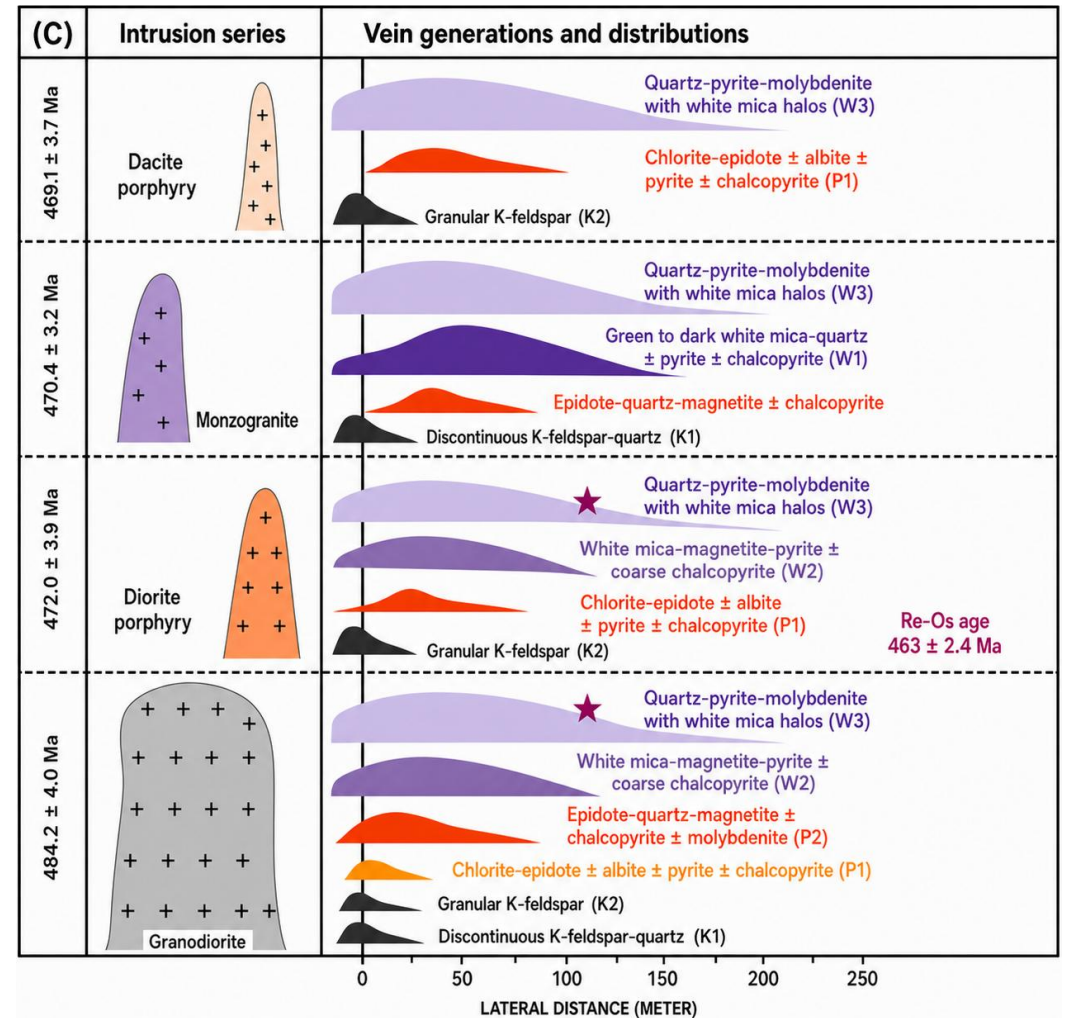 (C)
Intrusion series
Vein generations and distributions
469.1 ± 3.7 Ma
Dacite
porphyry
Quartz-pyrite-molybdenite
with white mica halos (W3)
Chlorite-epidote ± albite ±
pyrite ± chalcopyrite (P1)
Granular K-feldspar (K2)
470.4 ± 3.2 Ma
Monzogranite
Quartz-pyrite-molybdenite
with white mica halos (W3)
Green to dark white mica-quartz
± pyrite ± chalcopyrite (W1)
Epidote-quartz-magnetite ± chalcopyrite
Discontinuous K-feldspar-quartz (K1)
472.0 ± 3.9 Ma
Diorite
porphyry
Quartz-pyrite-molybdenite
with white mica halos (W3)
White mica-magnetite-pyrite ±
coarse chalcopyrite (W2)
Chlorite-epidote ± albite
± pyrite ± chalcopyrite (P1)
Re-Os age
463 ± 2.4 Ma
Granular K-feldspar (K2)
484.2 ± 4.0 Ma
Granodiorite
Quartz-pyrite-molybdenite
with white mica halos (W3)
White mica-magnetite-pyrite ±
coarse chalcopyrite (W2)
Epidote-quartz-magnetite ±
chalcopyrite ± molybdenite (P2)
Chlorite-epidote ± albite ± pyrite ± chalcopyrite (P1)
Granular K-feldspar (K2)
Discontinuous K-feldspar-quartz (K1)
0 50 100 150 200 250
LATERAL DISTANCE (METER)